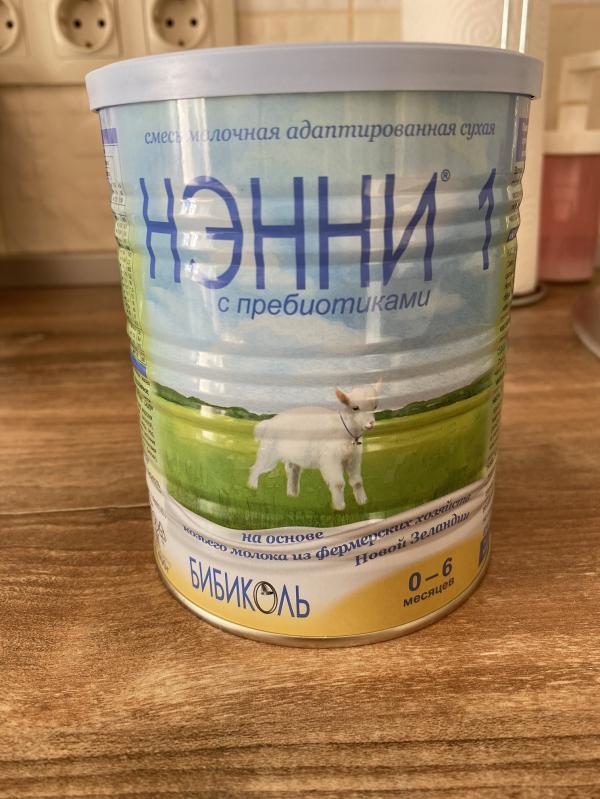 смесь молочная адаптированная сухая
НЭННИ® 1
с пребиотиками
на основе
козьего молока из фермерских хозяйств
Новой Зеландии
БИБИКОЛЬ
0–6
месяцев